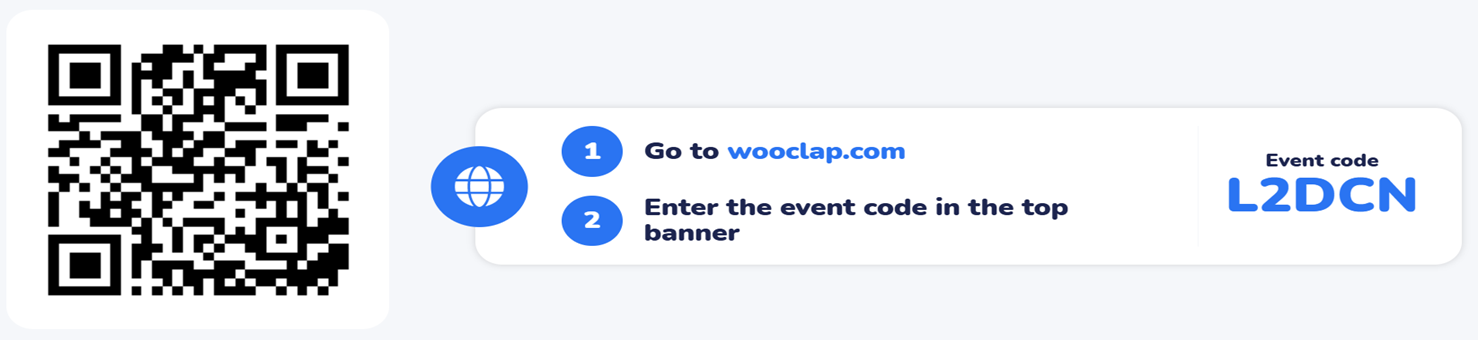 1
Go to wooclap.com
2
Enter the event code in the top
banner
Event code
L2DCN